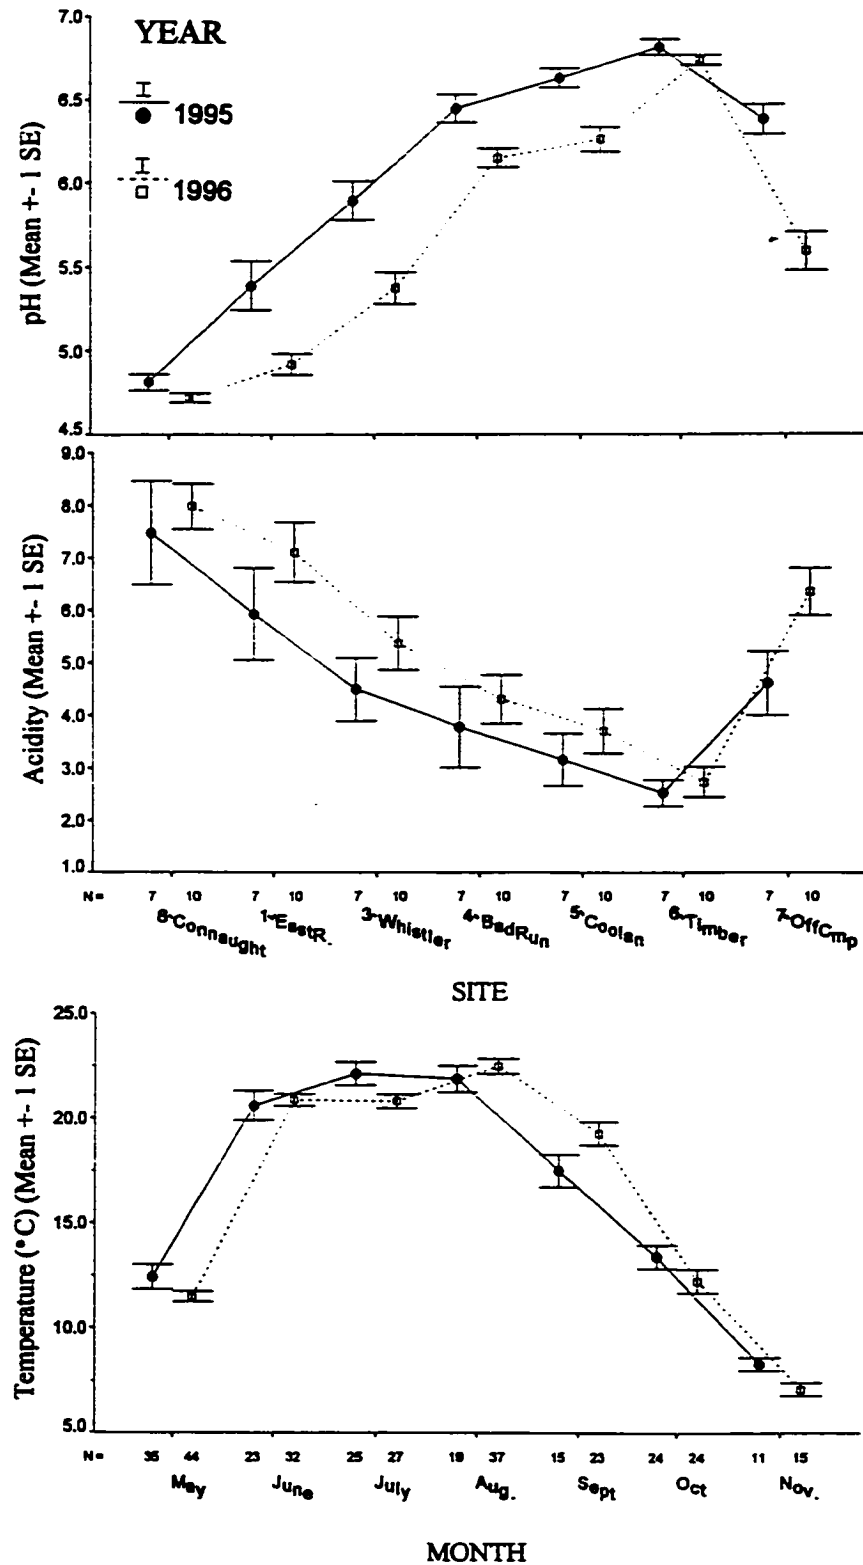 YEAR
1995
1996
pH (Mean +- 1 SE)
7.0
6.5
6.0
5.5
5.0
4.5
Acidity (Mean +- 1 SE)
9.0
8.0
7.0
6.0
5.0
4.0
3.0
2.0
1.0
N = 7 10 7 10 7 10 7 10 7 10 7 10 7 10
8-Connaught 1-EastR. 3-Whistler 4-BadRun 5-Coolan 6-Timber 7-OffCmp
SITE
Temperature (°C) (Mean +- 1 SE)
25.0
20.0
15.0
10.0
5.0
N = 35 44 23 32 25 27 19 37 15 23 24 24 11 15
May June July Aug. Sept Oct Nov.
MONTH